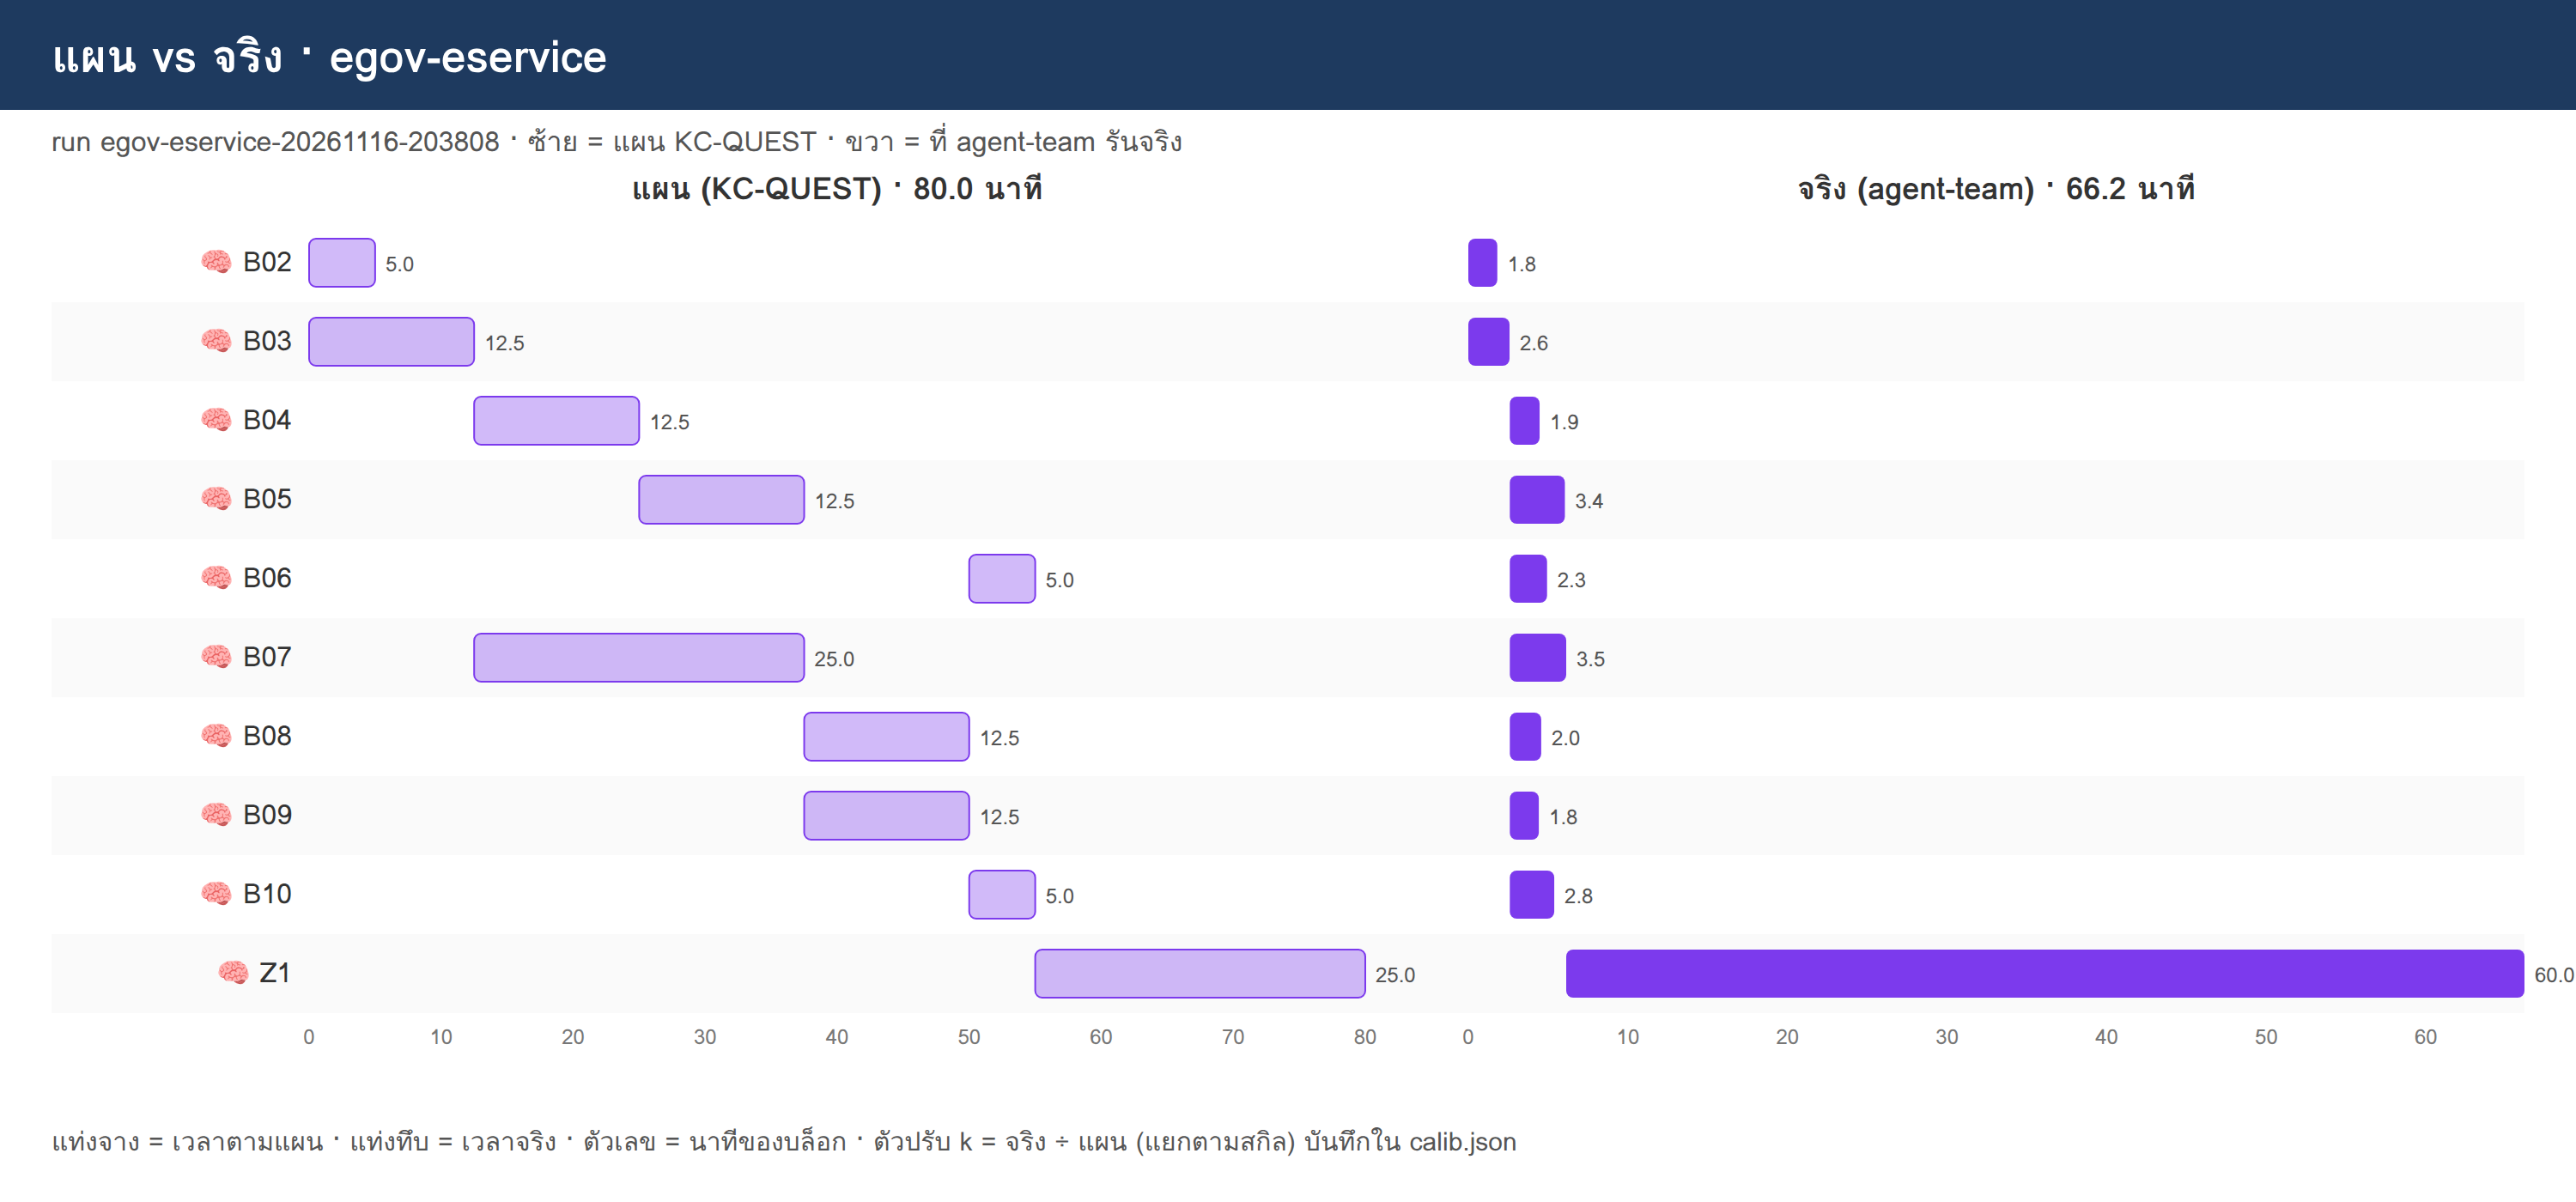 แผน vs จริง · egov-eservice
run egov-eservice-20261116-203808 · ซ้าย = แผน KC-QUEST · ขวา = ที่ agent-team รันจริง
แผน (KC-QUEST) · 80.0 นาที
จริง (agent-team) · 66.2 นาที
🧠 B02 5.0 1.8
🧠 B03 12.5 2.6
🧠 B04 12.5 1.9
🧠 B05 12.5 3.4
🧠 B06 5.0 2.3
🧠 B07 25.0 3.5
🧠 B08 12.5 2.0
🧠 B09 12.5 1.8
🧠 B10 5.0 2.8
🧠 Z1 25.0 60.0
0 10 20 30 40 50 60 70 80 0 10 20 30 40 50 60
แท่งจาง = เวลาตามแผน · แท่งทึบ = เวลาจริง · ตัวเลข = นาทีของบล็อก · ตัวปรับ k = จริง ÷ แผน (แยกตามสกิล) บันทึกใน calib.json